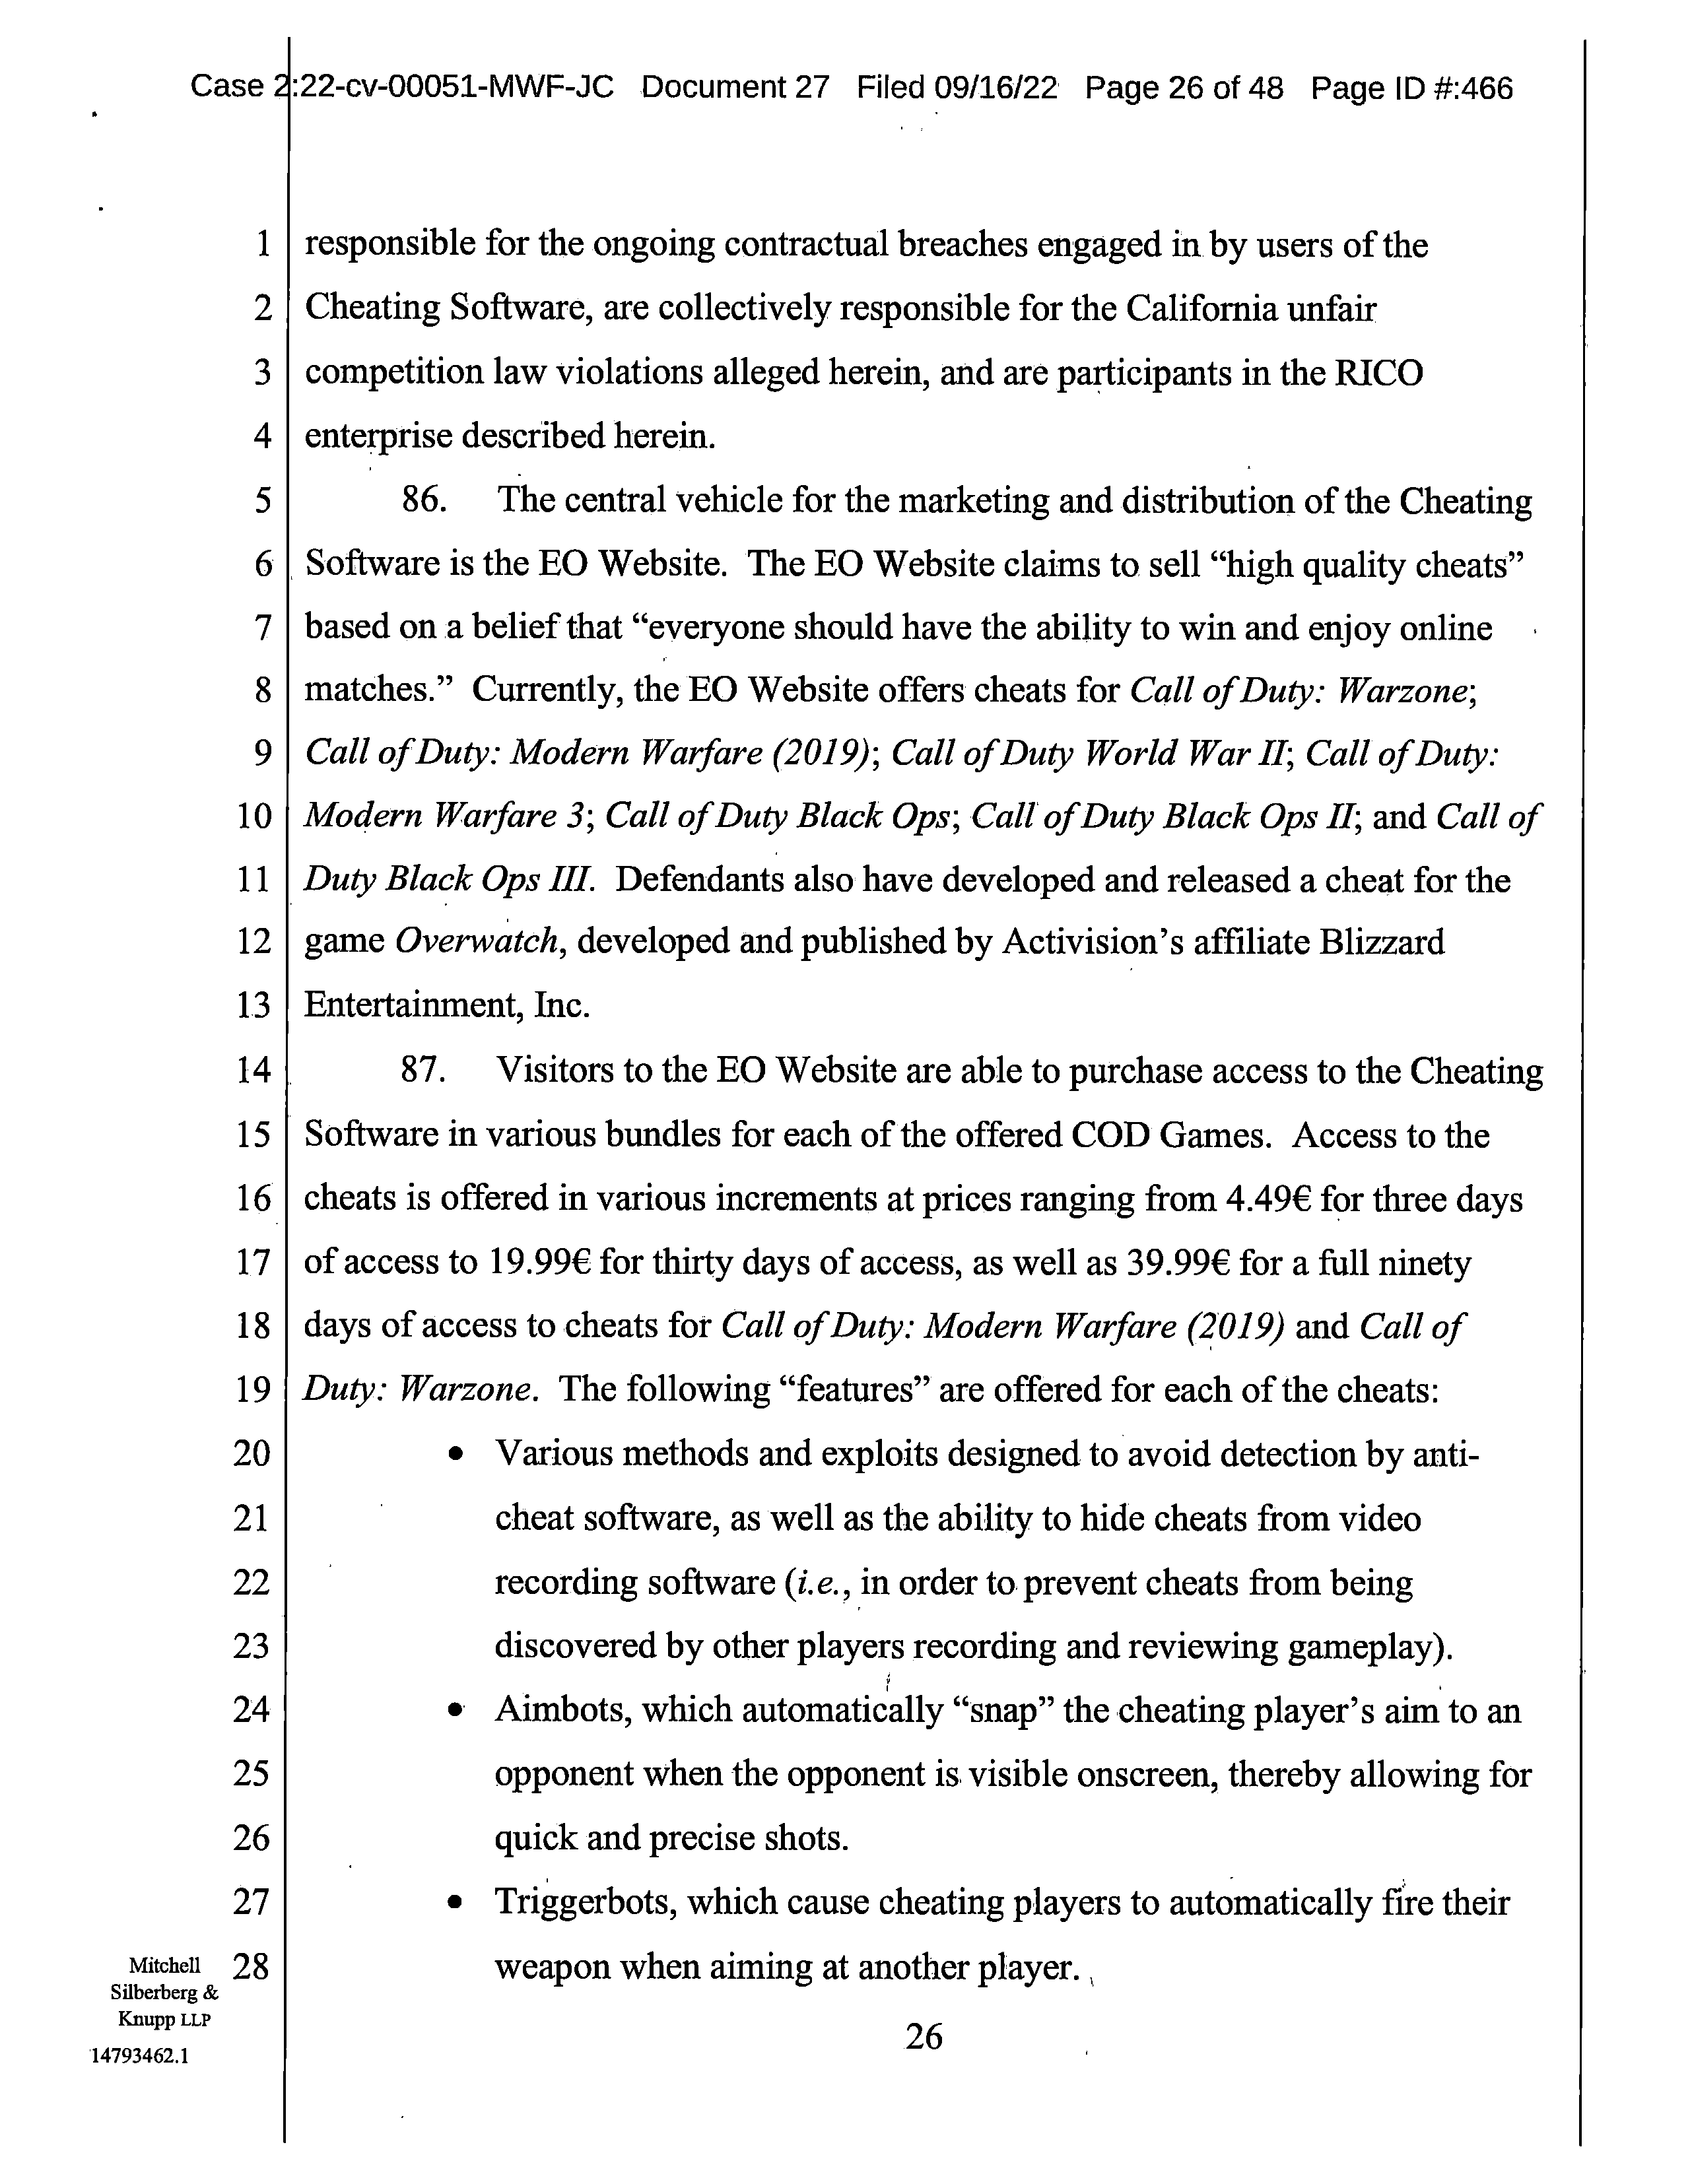 Case 2:22-cv-00051-MWF-JC Document 27 Filed 09/16/22 Page 26 of 48 Page ID #:466
1 responsible for the ongoing contractual breaches engaged in by users of the
2 Cheating Software, are collectively responsible for the California unfair
3 competition law violations alleged herein, and are participants in the RICO
4 enterprise described herein.
5 86. The central vehicle for the marketing and distribution of the Cheating
6 Software is the EO Website. The EO Website claims to sell “high quality cheats”
7 based on a belief that “everyone should have the ability to win and enjoy online
8 matches.” Currently, the EO Website offers cheats for Call of Duty: Warzone;
9 Call of Duty: Modern Warfare (2019); Call of Duty World War II; Call of Duty:
10 Modern Warfare 3; Call of Duty Black Ops; Call of Duty Black Ops II; and Call of
11 Duty Black Ops III. Defendants also have developed and released a cheat for the
12 game Overwatch, developed and published by Activision’s affiliate Blizzard
13 Entertainment, Inc.
14 87. Visitors to the EO Website are able to purchase access to the Cheating
15 Software in various bundles for each of the offered COD Games. Access to the
16 cheats is offered in various increments at prices ranging from 4.49€ for three days
17 of access to 19.99€ for thirty days of access, as well as 39.99€ for a full ninety
18 days of access to cheats for Call of Duty: Modern Warfare (2019) and Call of
19 Duty: Warzone. The following “features” are offered for each of the cheats:
20 • Various methods and exploits designed to avoid detection by anti-
21 cheat software, as well as the ability to hide cheats from video
22 recording software (i.e., in order to prevent cheats from being
23 discovered by other players recording and reviewing gameplay).
24 • Aimbots, which automatically “snap” the cheating player’s aim to an
25 opponent when the opponent is visible onscreen, thereby allowing for
26 quick and precise shots.
27 • Triggerbots, which cause cheating players to automatically fire their
28 weapon when aiming at another player.
Mitchell
Silberberg &
Knupp LLP
14793462.1
26